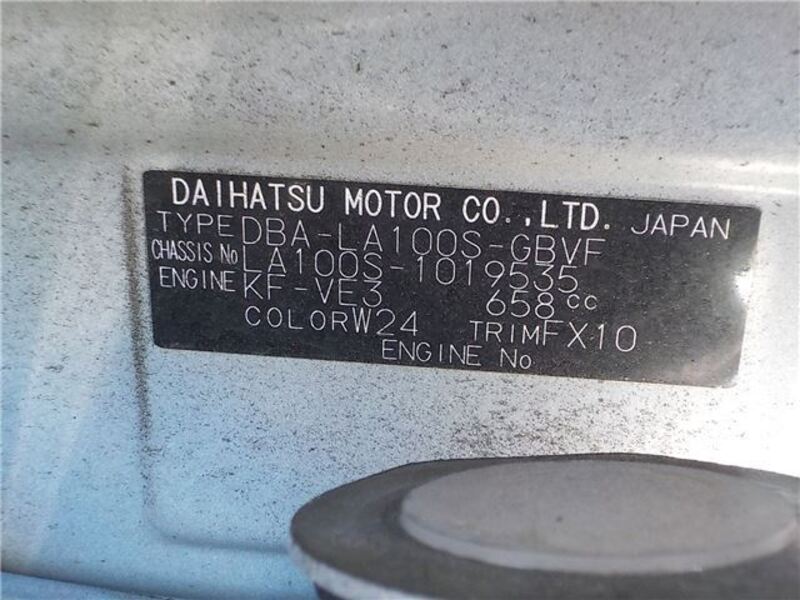 DAIHATSU MOTOR CO.,LTD. JAPAN
TYPE DBA-LA100S-GBVF
CHASSIS No LA100S-1019535
ENGINE KF-VE3 658cc
COLOR W24 TRIM FX10
ENGINE No